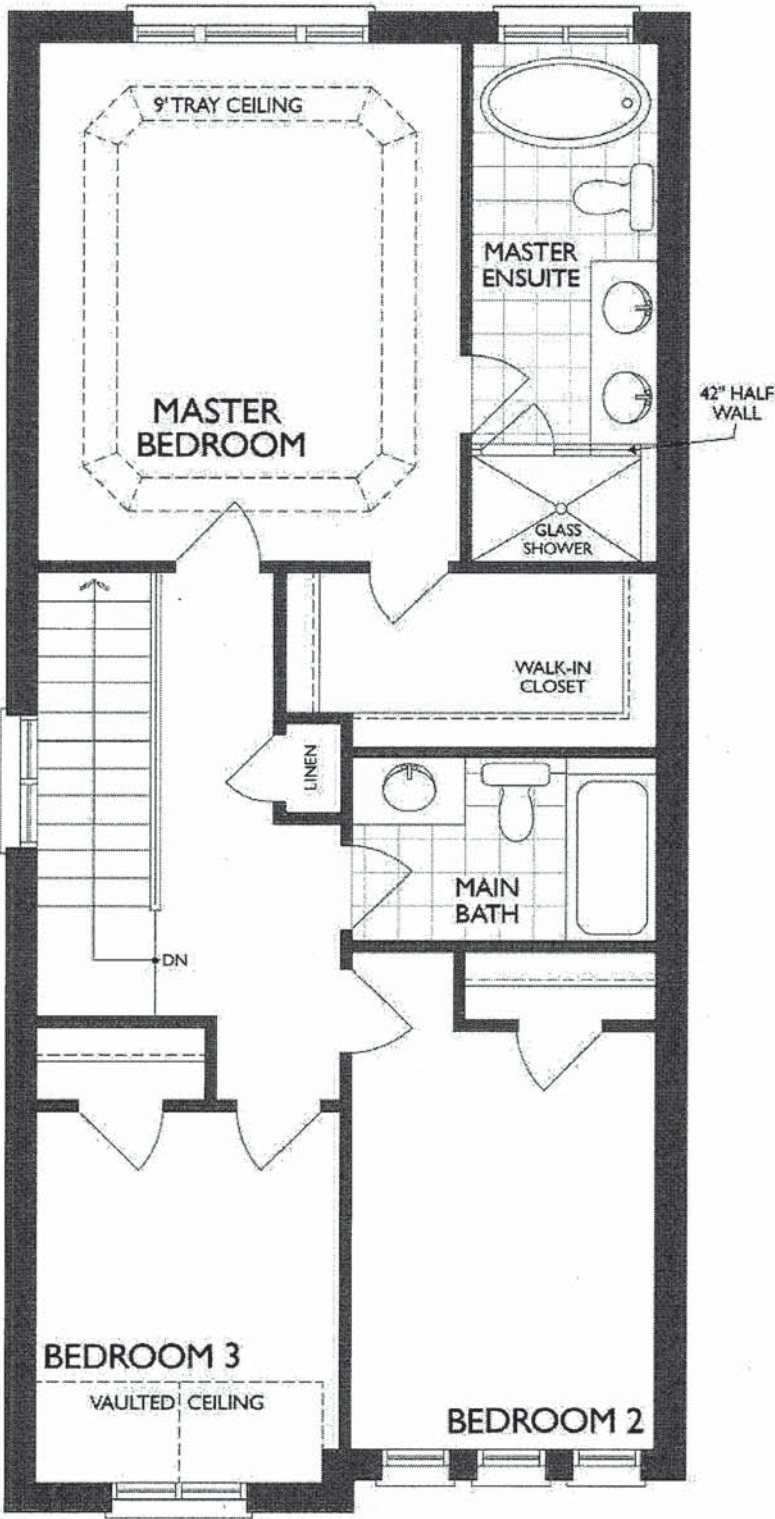 9' TRAY CEILING
MASTER
ENSUITE
MASTER
BEDROOM
42" HALF
WALL
GLASS
SHOWER
WALK-IN
CLOSET
LINEN
MAIN
BATH
DN
BEDROOM 3
VAULTED CEILING
BEDROOM 2